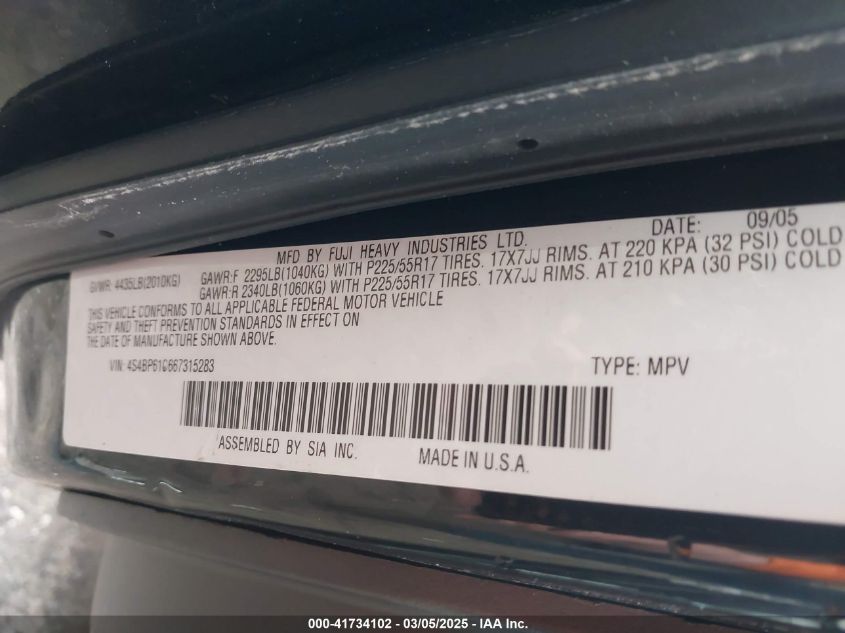 MFD BY FUJI HEAVY INDUSTRIES LTD. DATE: 09/05
GVWR: 4435LB(2010KG) GAWR:F 2295LB(1040KG) WITH P225/55R17 TIRES. 17X7JJ RIMS. AT 220 KPA (32 PSI) COLD
GAWR:R 2340LB(1060KG) WITH P225/55R17 TIRES. 17X7JJ RIMS. AT 210 KPA (30 PSI) COLD
THIS VEHICLE CONFORMS TO ALL APPLICABLE FEDERAL MOTOR VEHICLE
SAFETY AND THEFT PREVENTION STANDARDS IN EFFECT ON
THE DATE OF MANUFACTURE SHOWN ABOVE.
VIN: 4S4BP61C667315283 TYPE: MPV
ASSEMBLED BY SIA INC. MADE IN U.S.A.
000-41734102 - 03/05/2025 - IAA Inc.